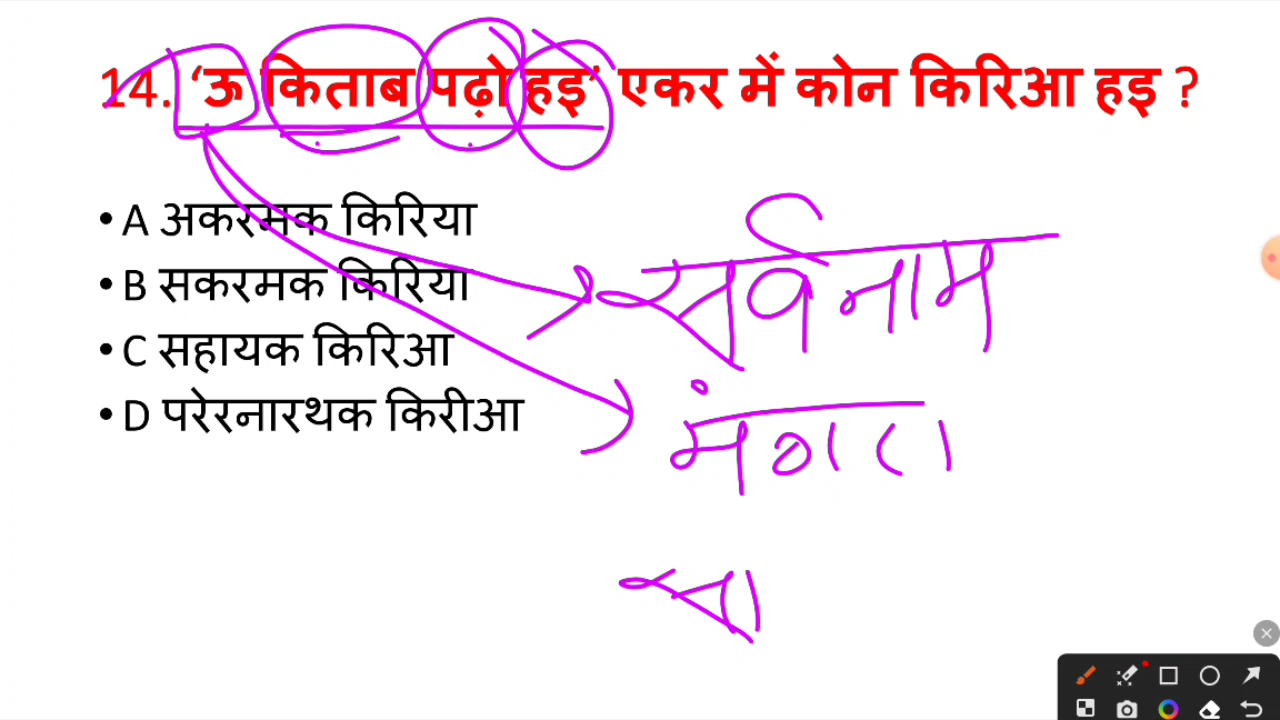 14. ‘ऊ किताब पढ़ो हइ’ एकर में कोन किरिआ हइ ?
• A अकरमक किरिया
• B सकरमक किरिया
• C सहायक किरिआ
• D परेरनारथक किरीआ
सर्वनाम